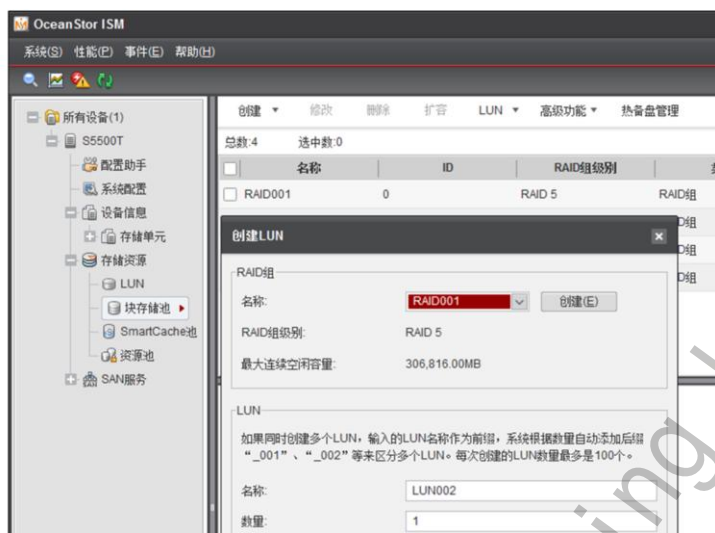 OceanStor ISM
系统(S) 性能(P) 事件(E) 帮助(H)
创建 修改 删除 扩容 LUN 高级功能 热备盘管理
总数:4 选中数:0
名称 ID RAID组级别
RAID001 0 RAID 5 RAID组
所有设备(1)
S5500T
配置助手
系统配置
设备信息
存储单元
存储资源
LUN
块存储池
SmartCache池
资源池
SAN服务
创建LUN
RAID组
名称: RAID001 创建(E)
RAID组级别: RAID 5
最大连续空闲容量: 306,816.00MB
LUN
如果同时创建多个LUN，输入的LUN名称作为前缀，系统根据数量自动添加后缀
“_001”、“_002”等来区分多个LUN。每次创建的LUN数量最多是100个。
名称: LUN002
数量: 1